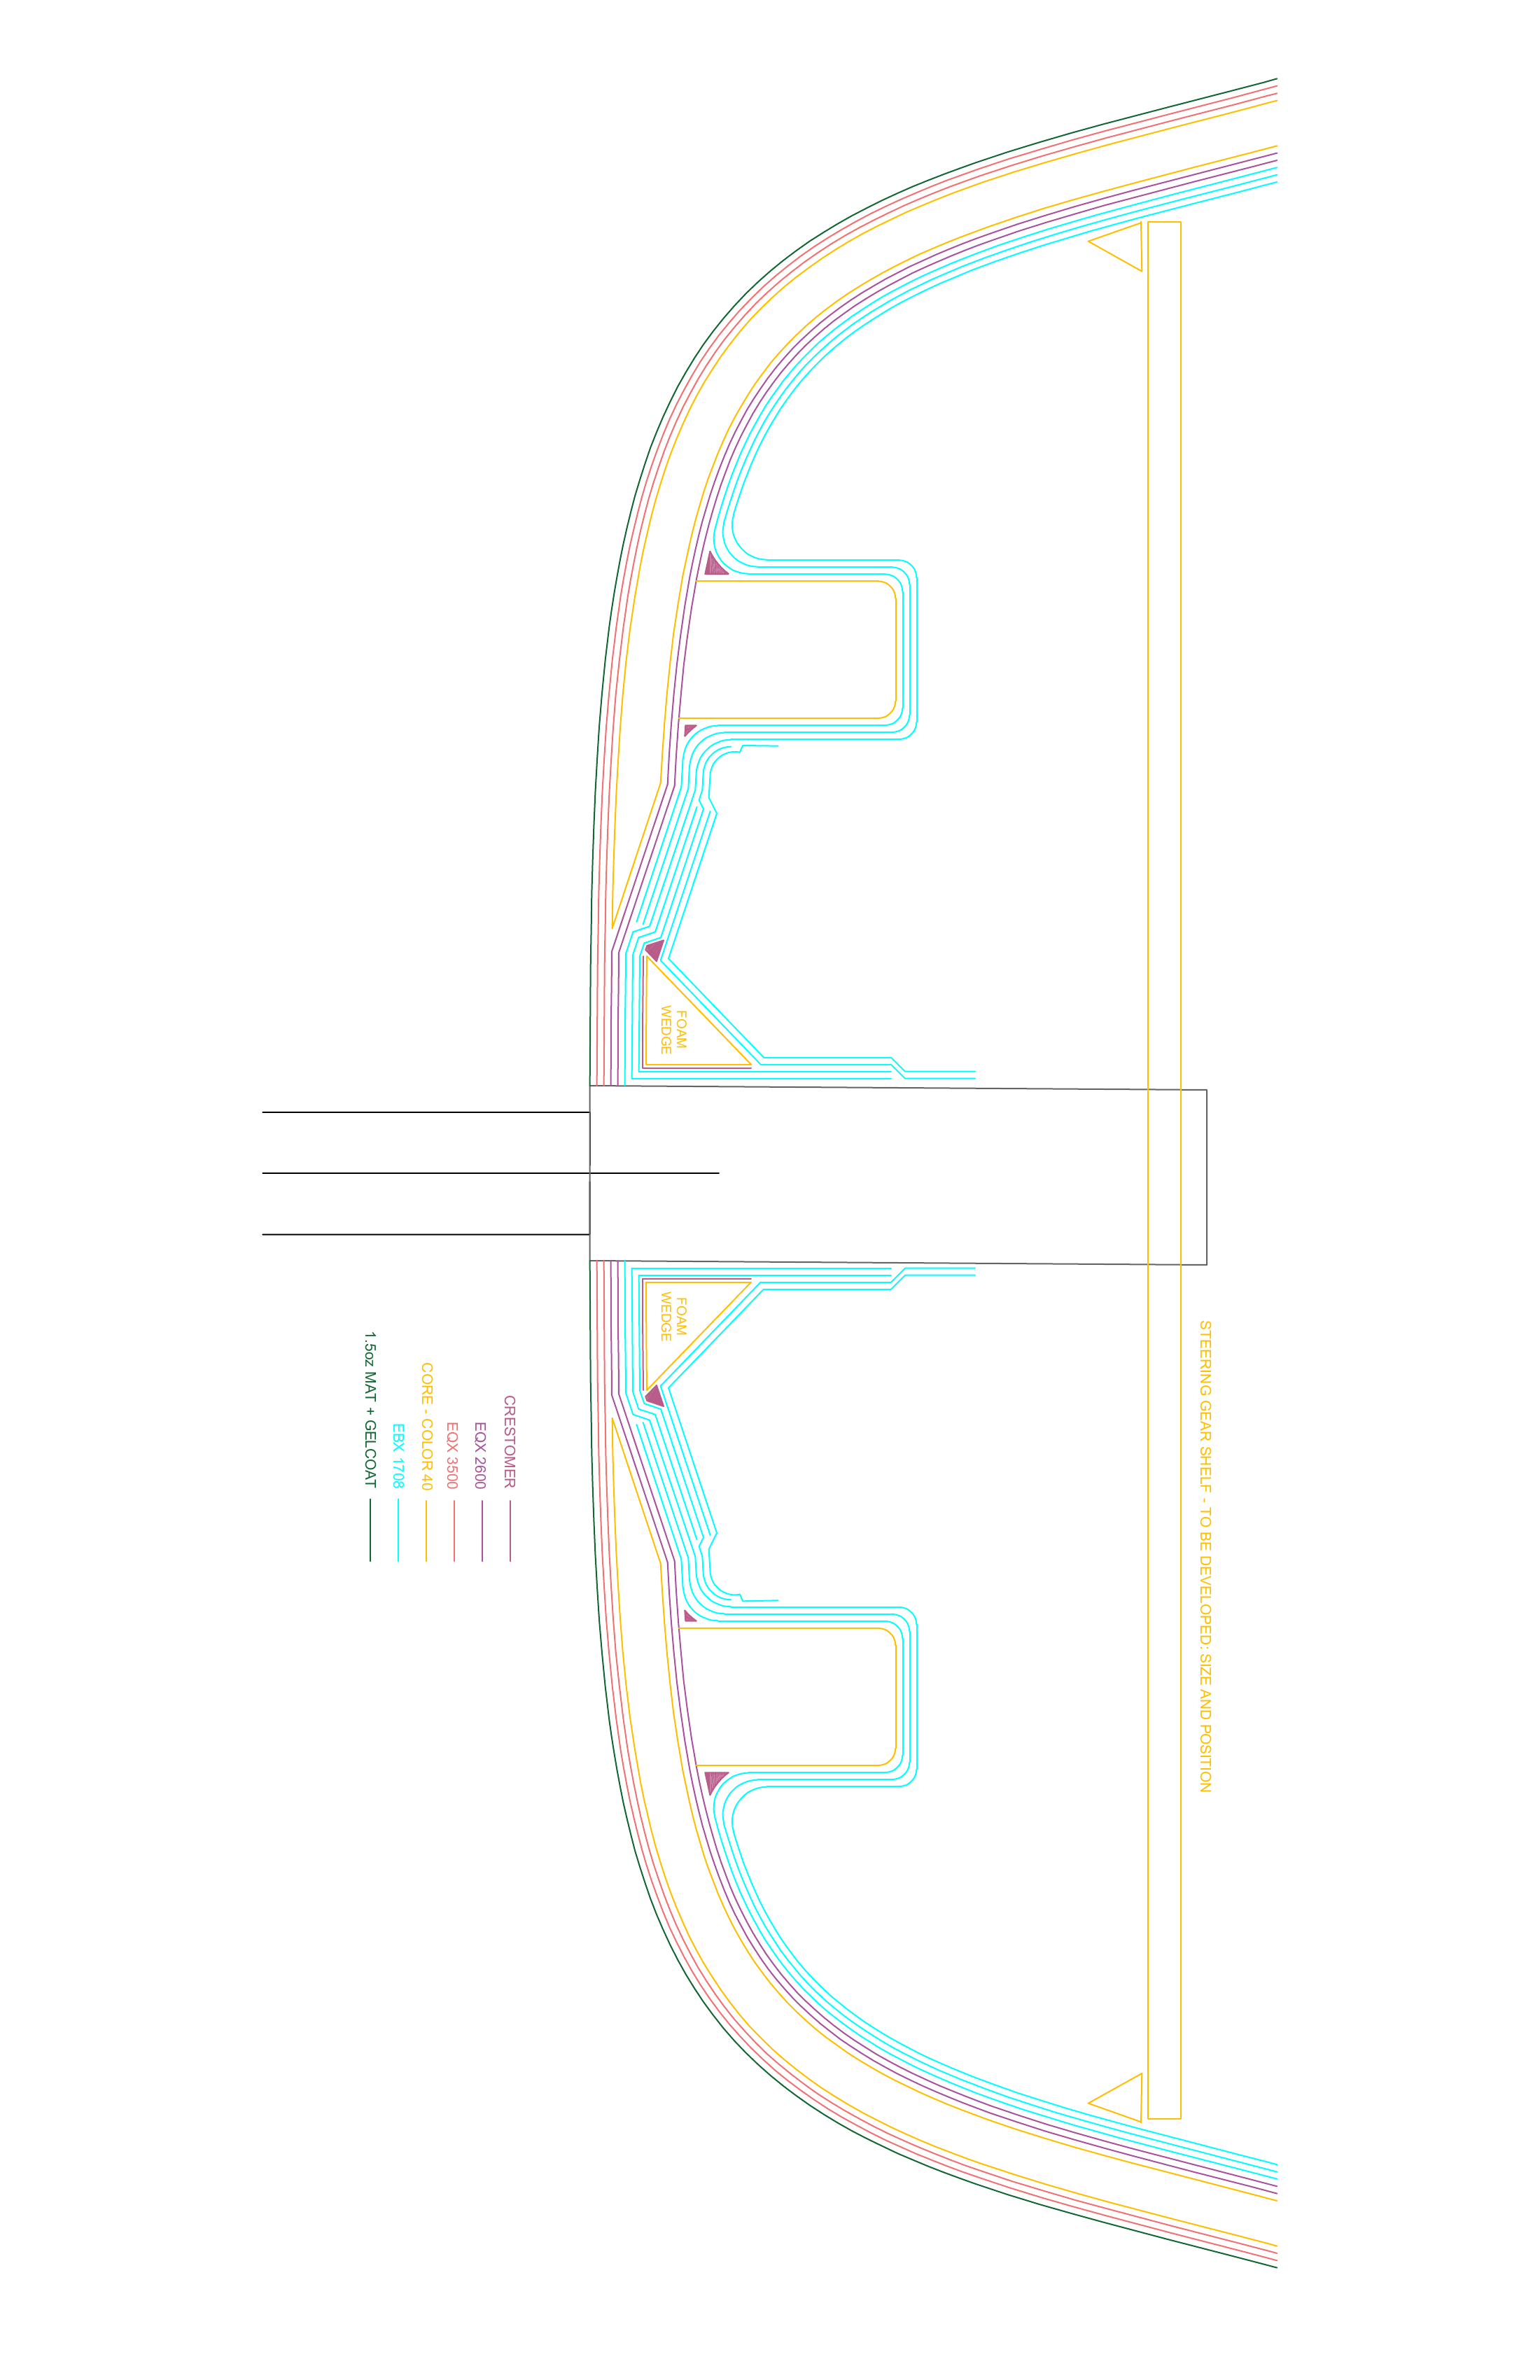 STEERING GEAR SHELF - TO BE DEVELOPED: SIZE AND POSITION
FOAM
WEDGE
FOAM
WEDGE
CRESTOMER
EQX 2600
EQX 3500
CORE - COLOR 40
EBX 1708
1.5oz MAT + GELCOAT